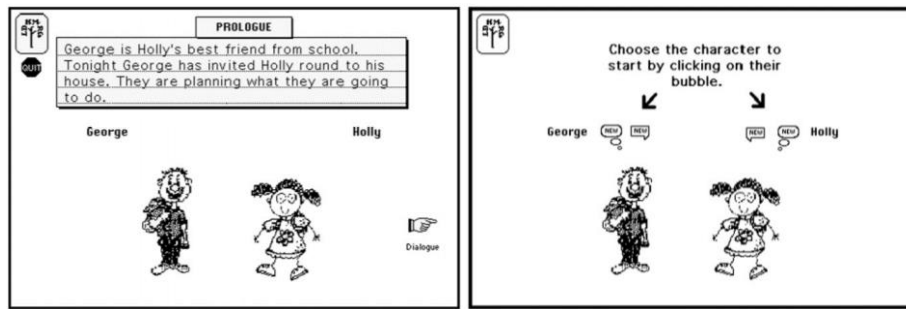 PROLOGUE
George is Holly's best friend from school.
Tonight George has invited Holly round to his
house. They are planning what they are going
to do.
QUIT
George
Holly
Dialogue
Choose the character to
start by clicking on their
bubble.
George NEW NEW NEW NEW Holly